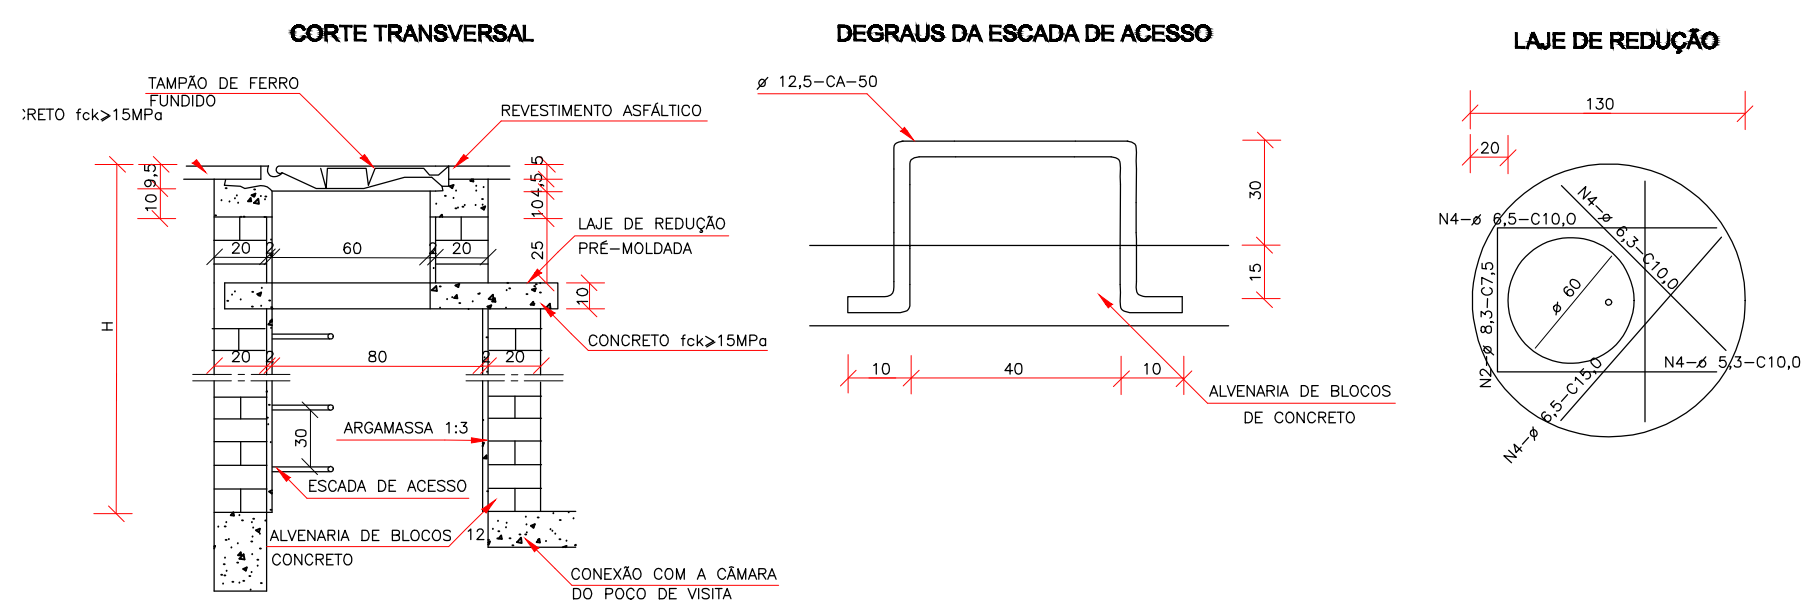 CORTE TRANSVERSAL
TAMPÃO DE FERRO
FUNDIDO
CRETO fck⩾15MPa
REVESTIMENTO ASFÁLTICO
9,5
10
5
4,5
10
25
LAJE DE REDUÇÃO
PRÉ-MOLDADA
20
2
60
2
20
10
H
CONCRETO fck⩾15MPa
20
2
80
2
20
30
ARGAMASSA 1:3
ESCADA DE ACESSO
ALVENARIA DE BLOCOS
CONCRETO
12
CONEXÃO COM A CÂMARA
DO POÇO DE VISITA
DEGRAUS DA ESCADA DE ACESSO
ø 12,5-CA-50
30
15
10
40
10
ALVENARIA DE BLOCOS
DE CONCRETO
LAJE DE REDUÇÃO
130
20
N4-ø 6,5-C10,0
N4-ø 6,3-C10,0
N2-ø 8,3-C7,5
ø 60
N4-ø 5,3-C10,0
N4-ø 6,5-C15,0